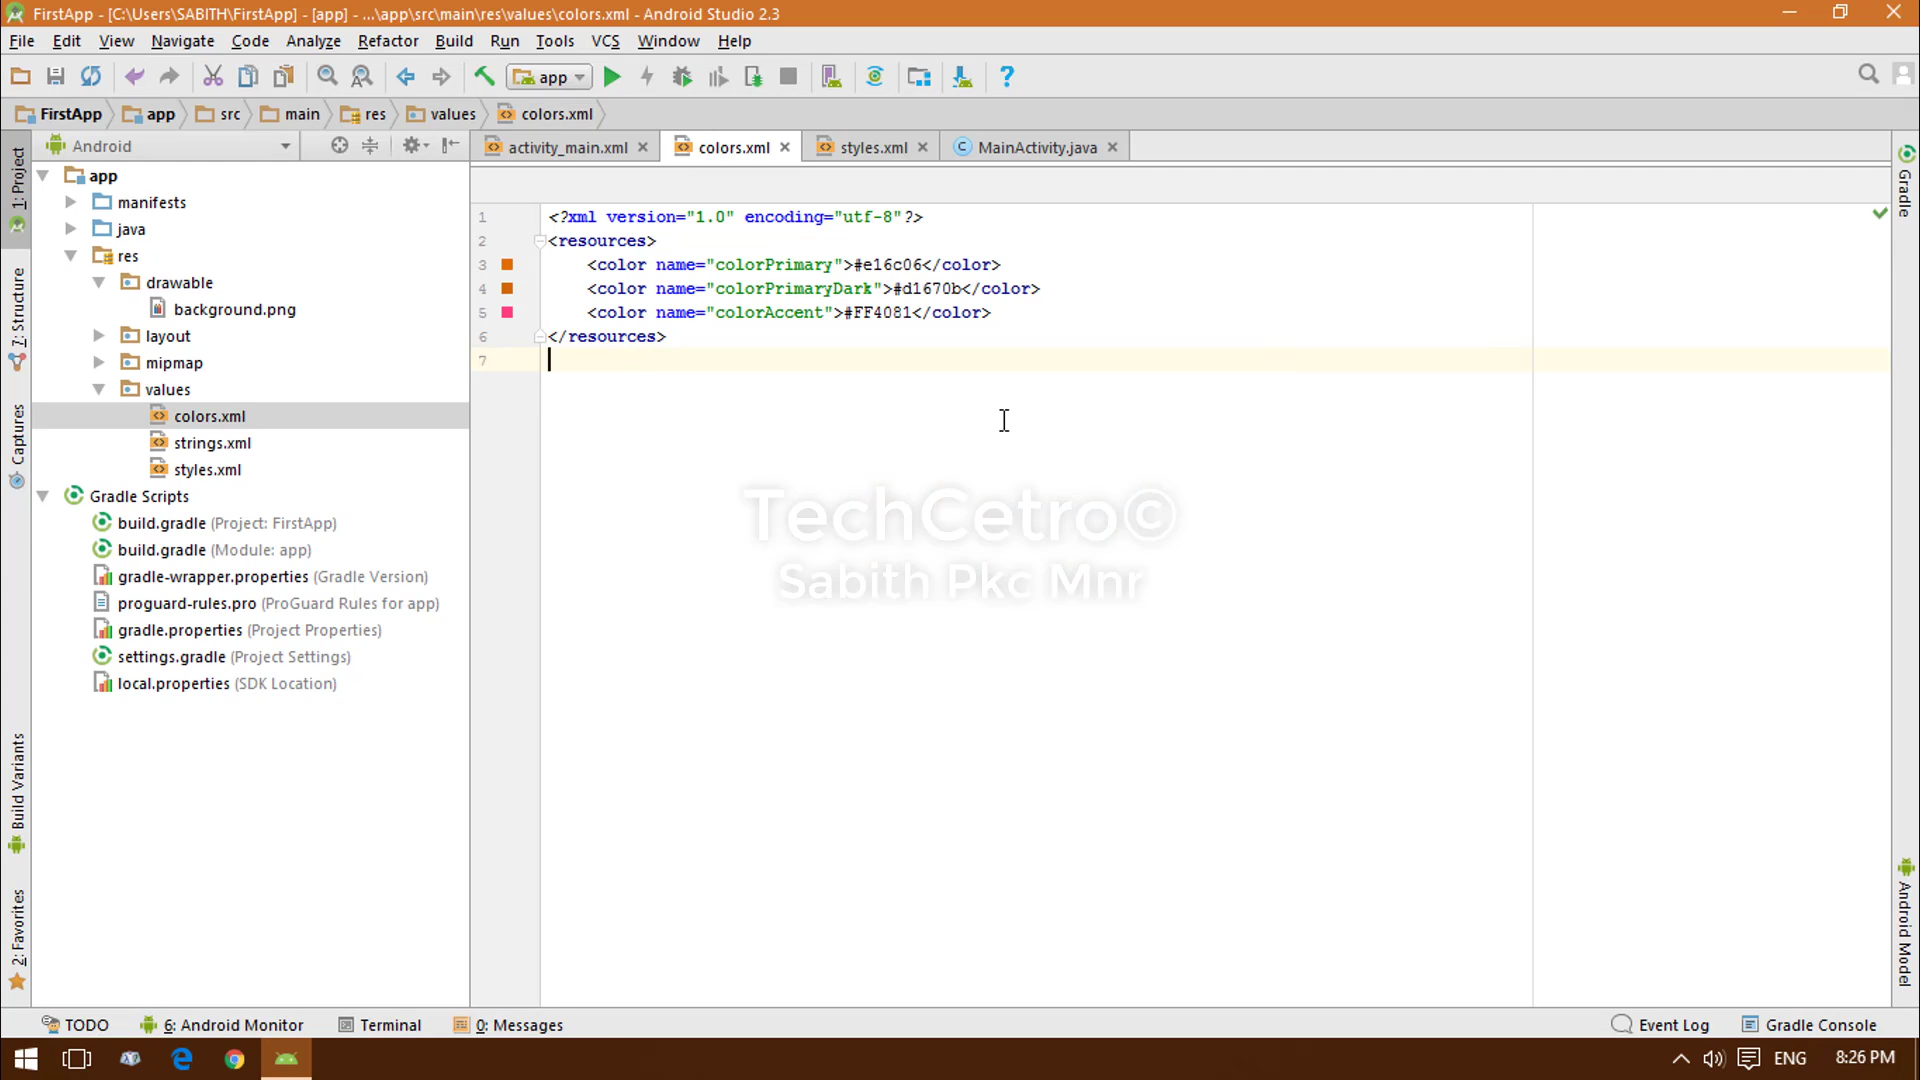 FirstApp - [C:\Users\SABITH\FirstApp] - [app] - ...\app\src\main\res\values\colors.xml - Android Studio 2.3
File Edit View Navigate Code Analyze Refactor Build Run Tools VCS Window Help
app
FirstApp app src main res values colors.xml
Android
activity_main.xml colors.xml styles.xml MainActivity.java
1: Project
7: Structure
Captures
Build Variants
2: Favorites
app
manifests
java
res
drawable
background.png
layout
mipmap
values
colors.xml
strings.xml
styles.xml
Gradle Scripts
build.gradle (Project: FirstApp)
build.gradle (Module: app)
gradle-wrapper.properties (Gradle Version)
proguard-rules.pro (ProGuard Rules for app)
gradle.properties (Project Properties)
settings.gradle (Project Settings)
local.properties (SDK Location)
1 <?xml version="1.0" encoding="utf-8"?>
2 <resources>
3 <color name="colorPrimary">#e16c06</color>
4 <color name="colorPrimaryDark">#d1670b</color>
5 <color name="colorAccent">#FF4081</color>
6 </resources>
7
TechCetro©
Sabith Pkc Mnr
Gradle
Android Model
TODO 6: Android Monitor Terminal 0: Messages Event Log Gradle Console
ENG 8:26 PM